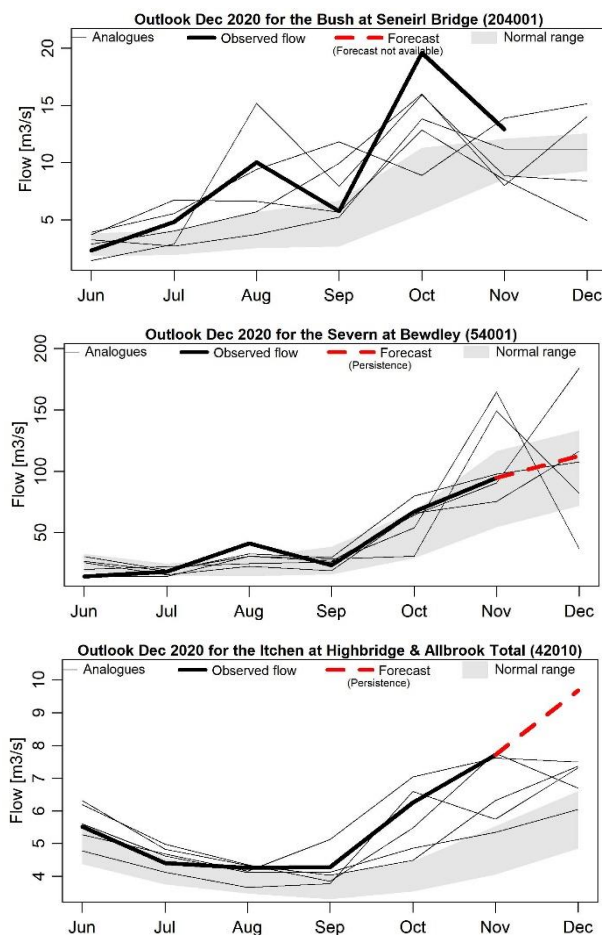 Outlook Dec 2020 for the Bush at Seneirl Bridge (204001)
Analogues Observed flow Forecast Normal range
(Forecast not available)
Flow [m3/s]
20
15
10
5
Jun Jul Aug Sep Oct Nov Dec
Outlook Dec 2020 for the Severn at Bewdley (54001)
Analogues Observed flow Forecast Normal range
(Persistence)
Flow [m3/s]
200
150
100
50
Jun Jul Aug Sep Oct Nov Dec
Outlook Dec 2020 for the Itchen at Highbridge & Allbrook Total (42010)
Analogues Observed flow Forecast Normal range
(Persistence)
Flow [m3/s]
10
9
8
7
6
5
4
Jun Jul Aug Sep Oct Nov Dec